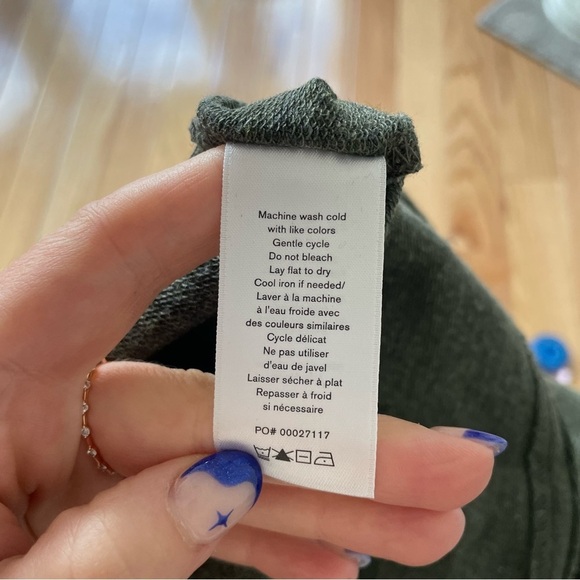 Machine wash cold
with like colors
Gentle cycle
Do not bleach
Lay flat to dry
Cool iron if needed/
Laver à la machine
à l'eau froide avec
des couleurs similaires
Cycle délicat
Ne pas utiliser
d'eau de javel
Laisser sécher à plat
Repasser à froid
si nécessaire
PO# 00027117